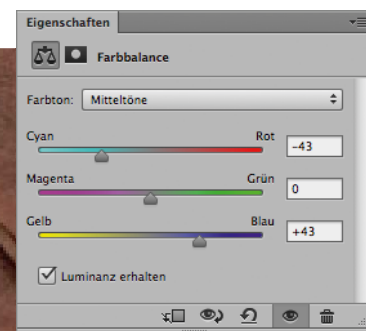 Eigenschaften
Farbbalance
Farbton: Mitteltöne
Cyan Rot -43
Magenta Grün 0
Gelb Blau +43
Luminanz erhalten